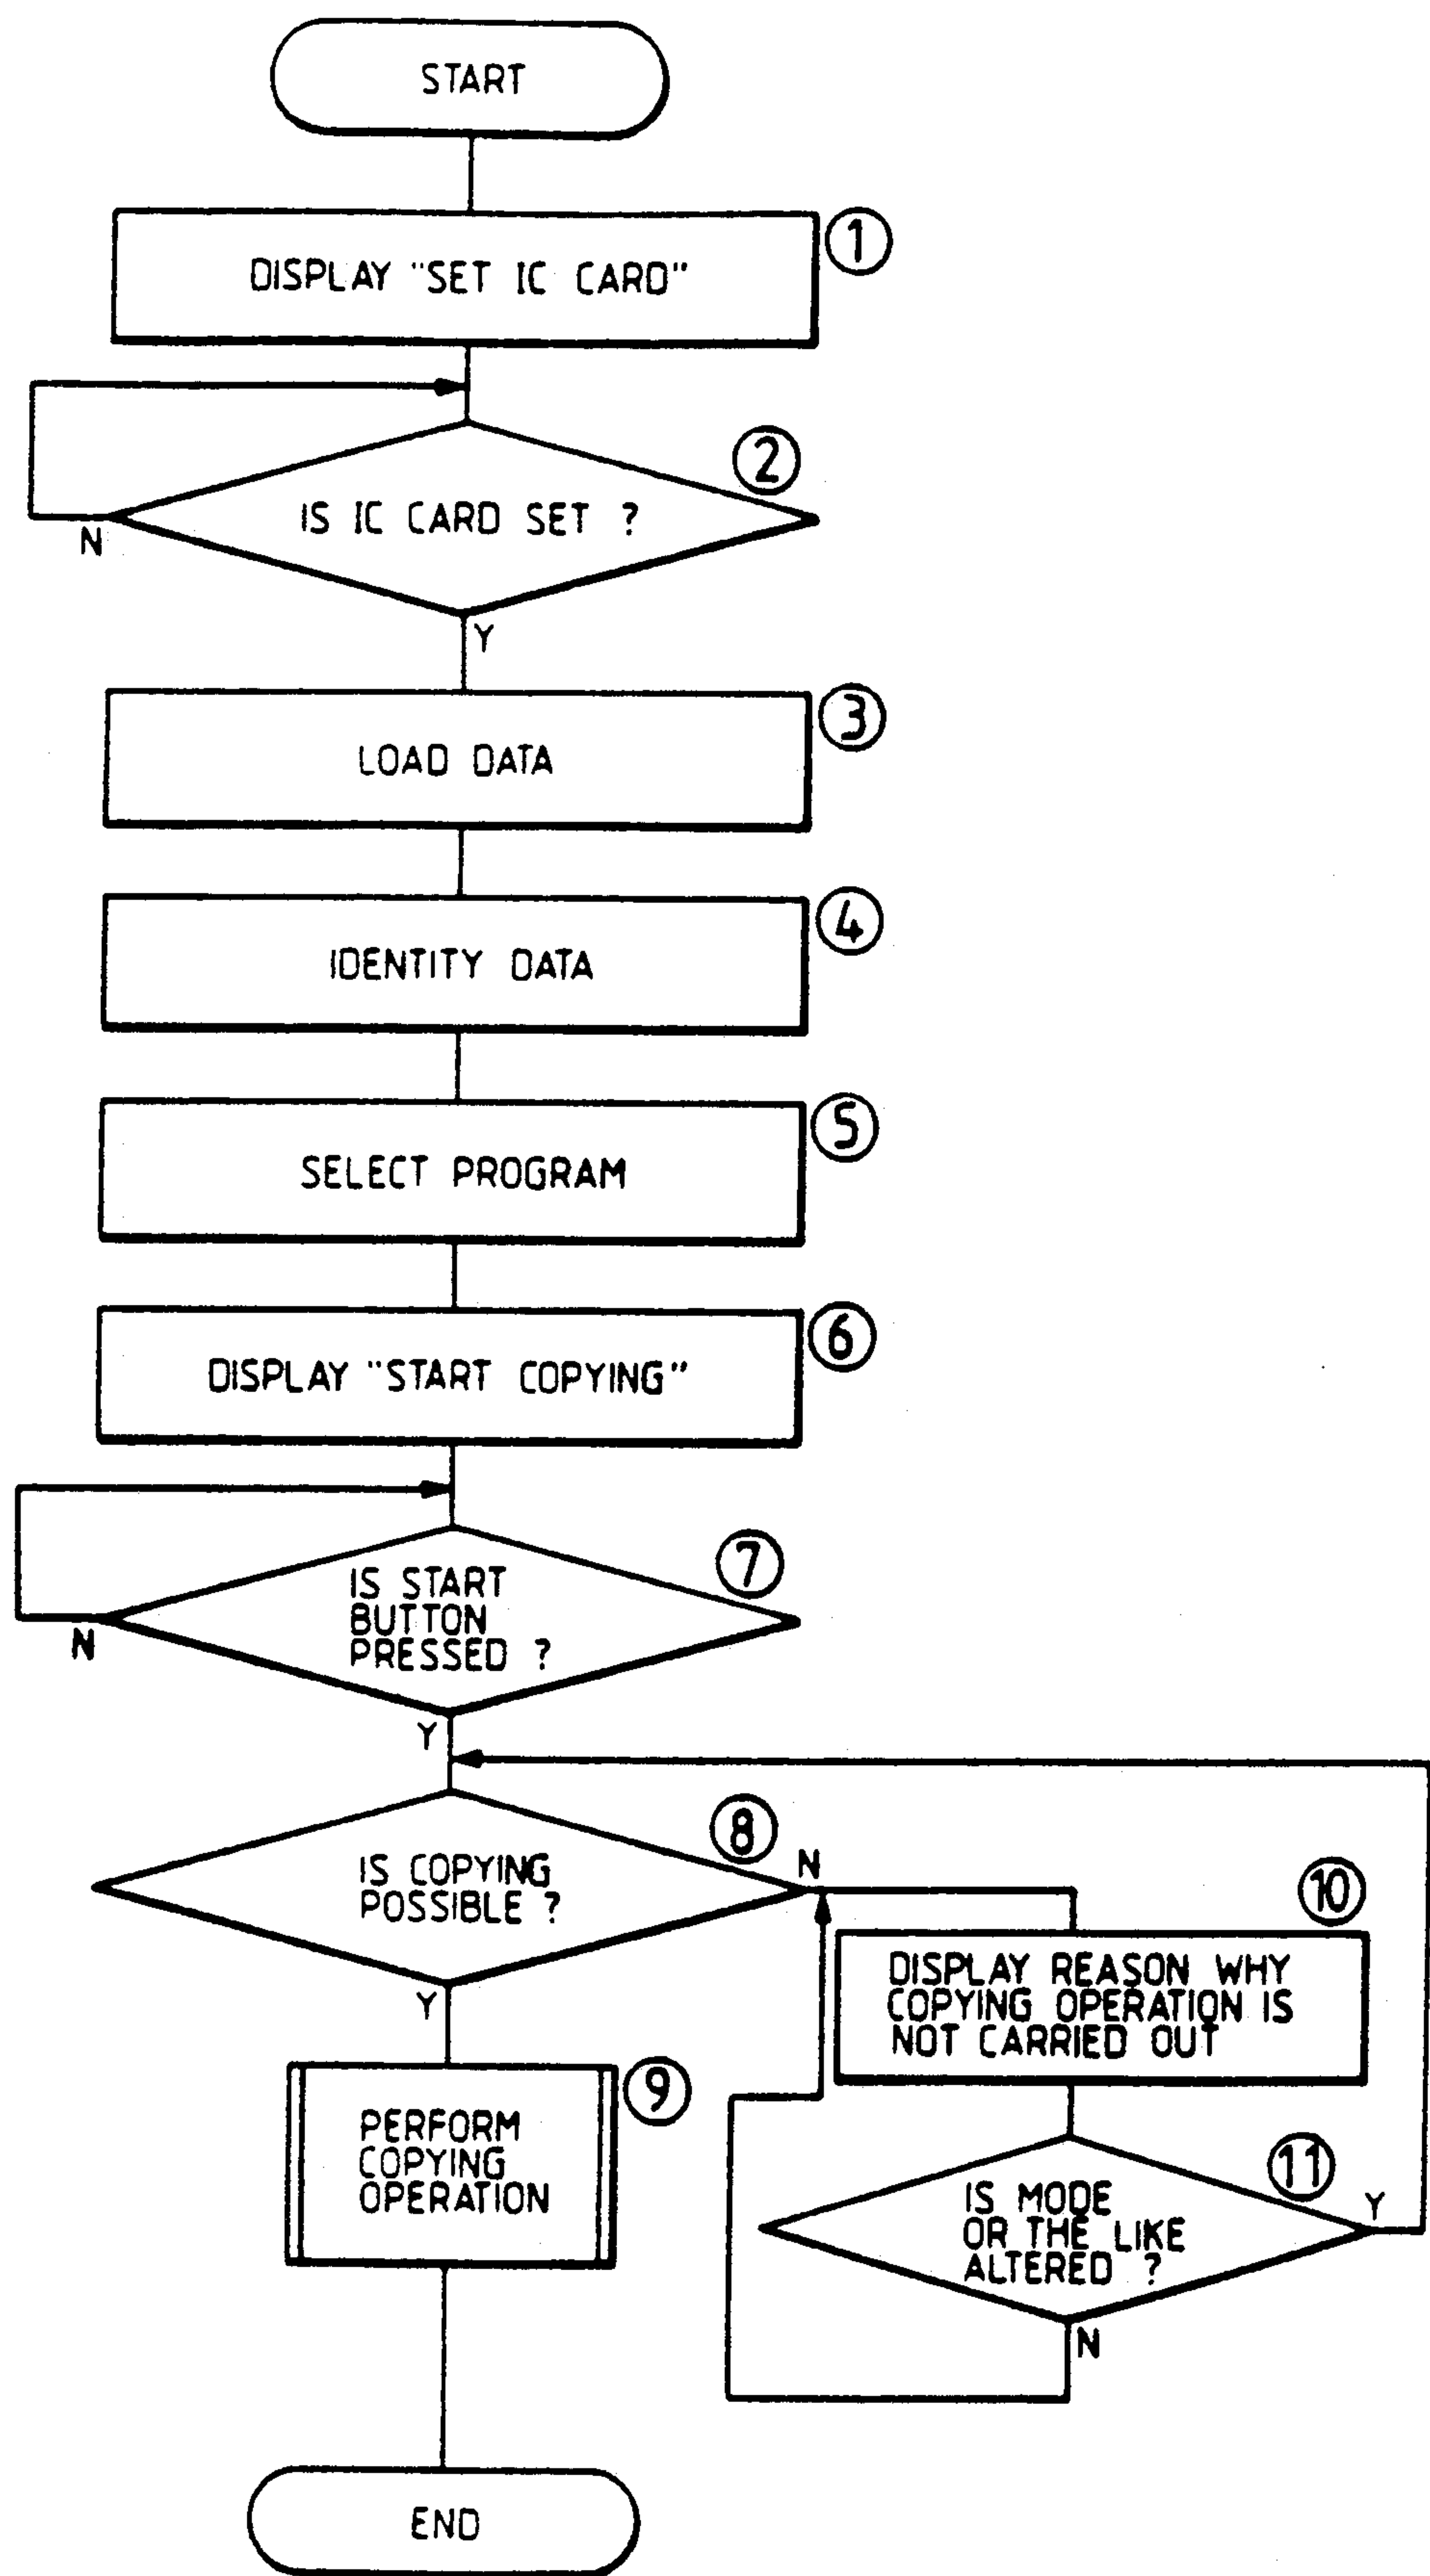 START
DISPLAY "SET IC CARD"
1
2
IS IC CARD SET ?
N
Y
3
LOAD DATA
4
IDENTITY DATA
5
SELECT PROGRAM
6
DISPLAY "START COPYING"
7
IS START
BUTTON
PRESSED ?
N
Y
8
IS COPYING
POSSIBLE ?
N
Y
10
DISPLAY REASON WHY
COPYING OPERATION IS
NOT CARRIED OUT
9
PERFORM
COPYING
OPERATION
11
IS MODE
OR THE LIKE
ALTERED ?
Y
N
END